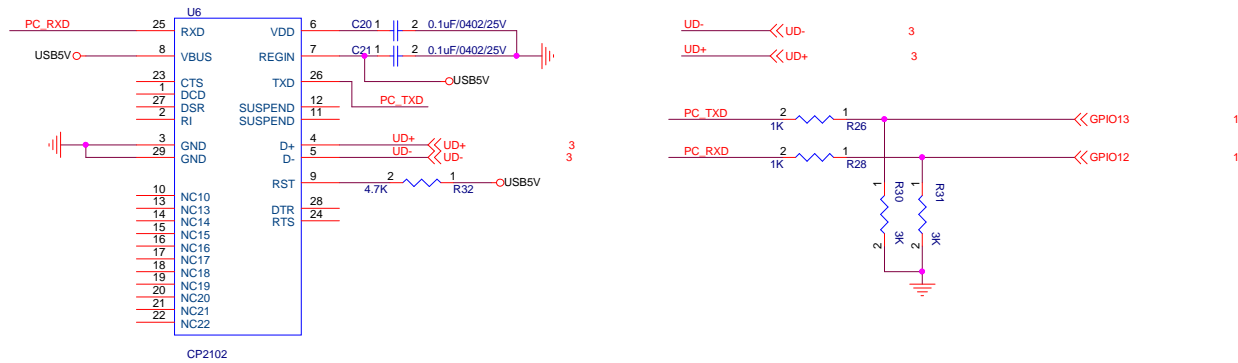 U6
PC_RXD 25 RXD VDD 6 C20 1 2 0.1uF/0402/25V
USB5V 8 VBUS REGIN 7 C21 1 2 0.1uF/0402/25V
23 CTS TXD 26 USB5V
1 DCD
27 DSR SUSPEND 12 PC_TXD
2 RI SUSPEND 11
3 GND D+ 4 UD+ UD+ 3
29 GND D- 5 UD- UD- 3
RST 9 2 1 USB5V
4.7K R32
10 NC10
13 NC13 DTR 28
14 NC14 RTS 24
15 NC15
16 NC16
17 NC17
18 NC18
19 NC19
20 NC20
21 NC21
22 NC22
CP2102
UD- UD- 3
UD+ UD+ 3
PC_TXD 2 1 GPIO13 1
1K R26
PC_RXD 2 1 GPIO12 1
1K R28
1 R30 2 3K
1 R31 2 3K